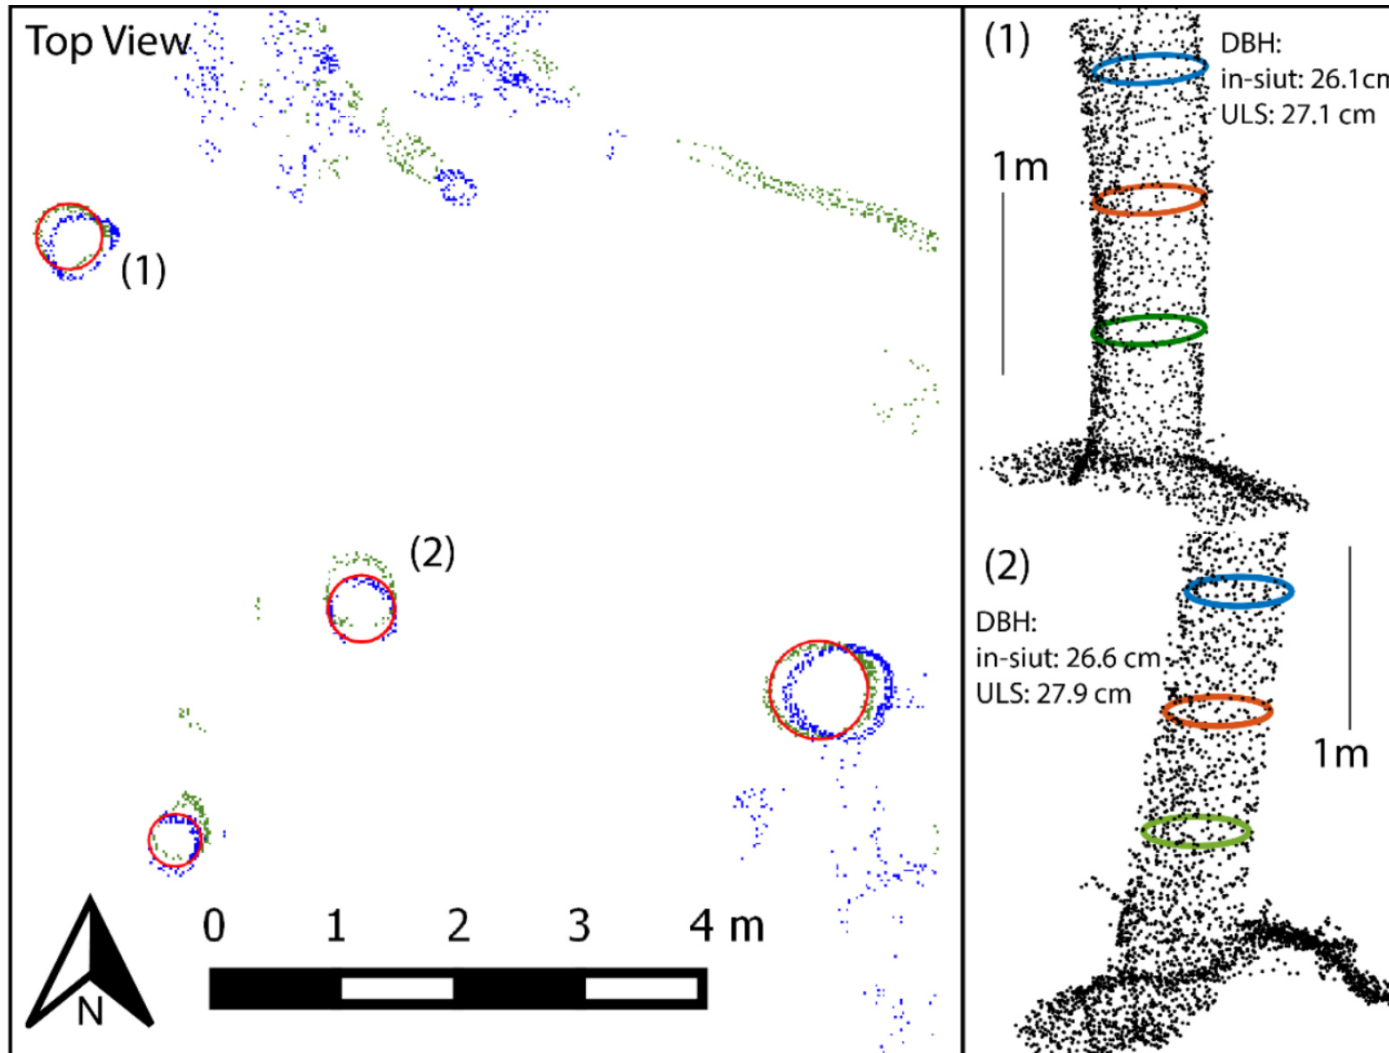 Top View
(1)
(2)
0 1 2 3 4 m
N
(1)
DBH:
in-siut: 26.1cm
ULS: 27.1 cm
1m
(2)
DBH:
in-siut: 26.6 cm
ULS: 27.9 cm
1m